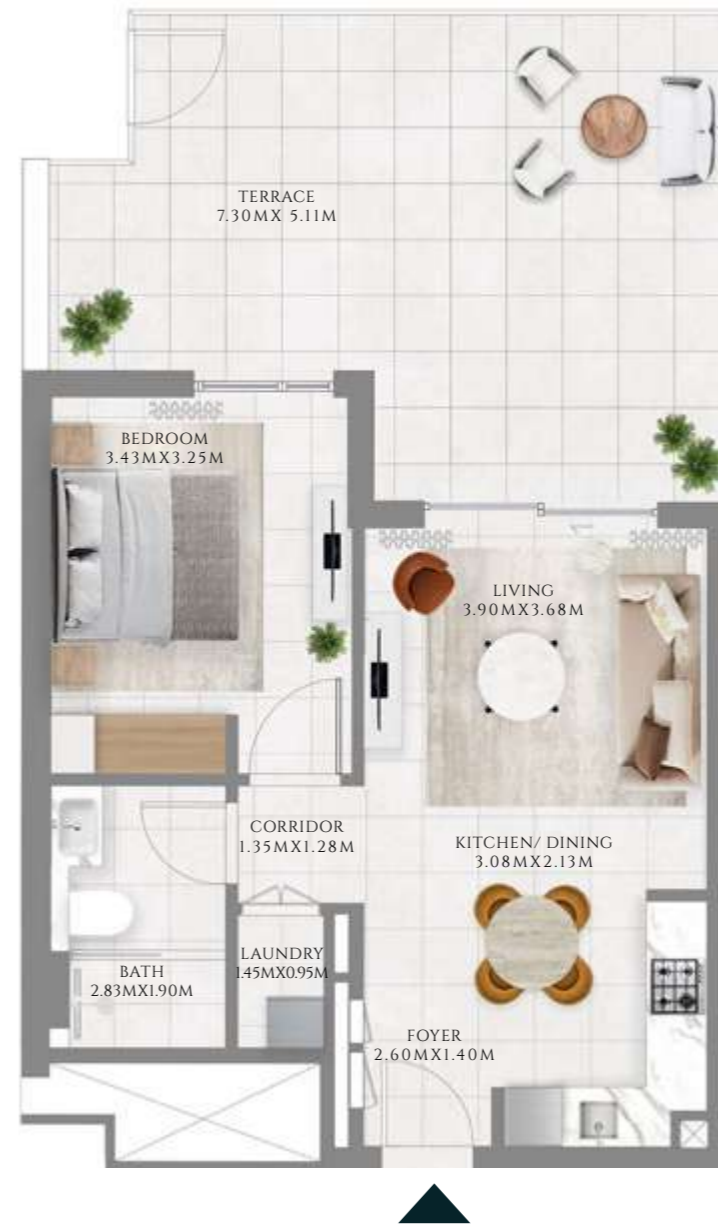 TERRACE
7.30MX 5.11M
BEDROOM
3.43MX3.25M
LIVING
3.90MX3.68M
CORRIDOR
1.35MX1.28M
KITCHEN/ DINING
3.08MX2.13M
LAUNDRY
1.45MX0.95M
BATH
2.83MX1.90M
FOYER
2.60MX1.40M